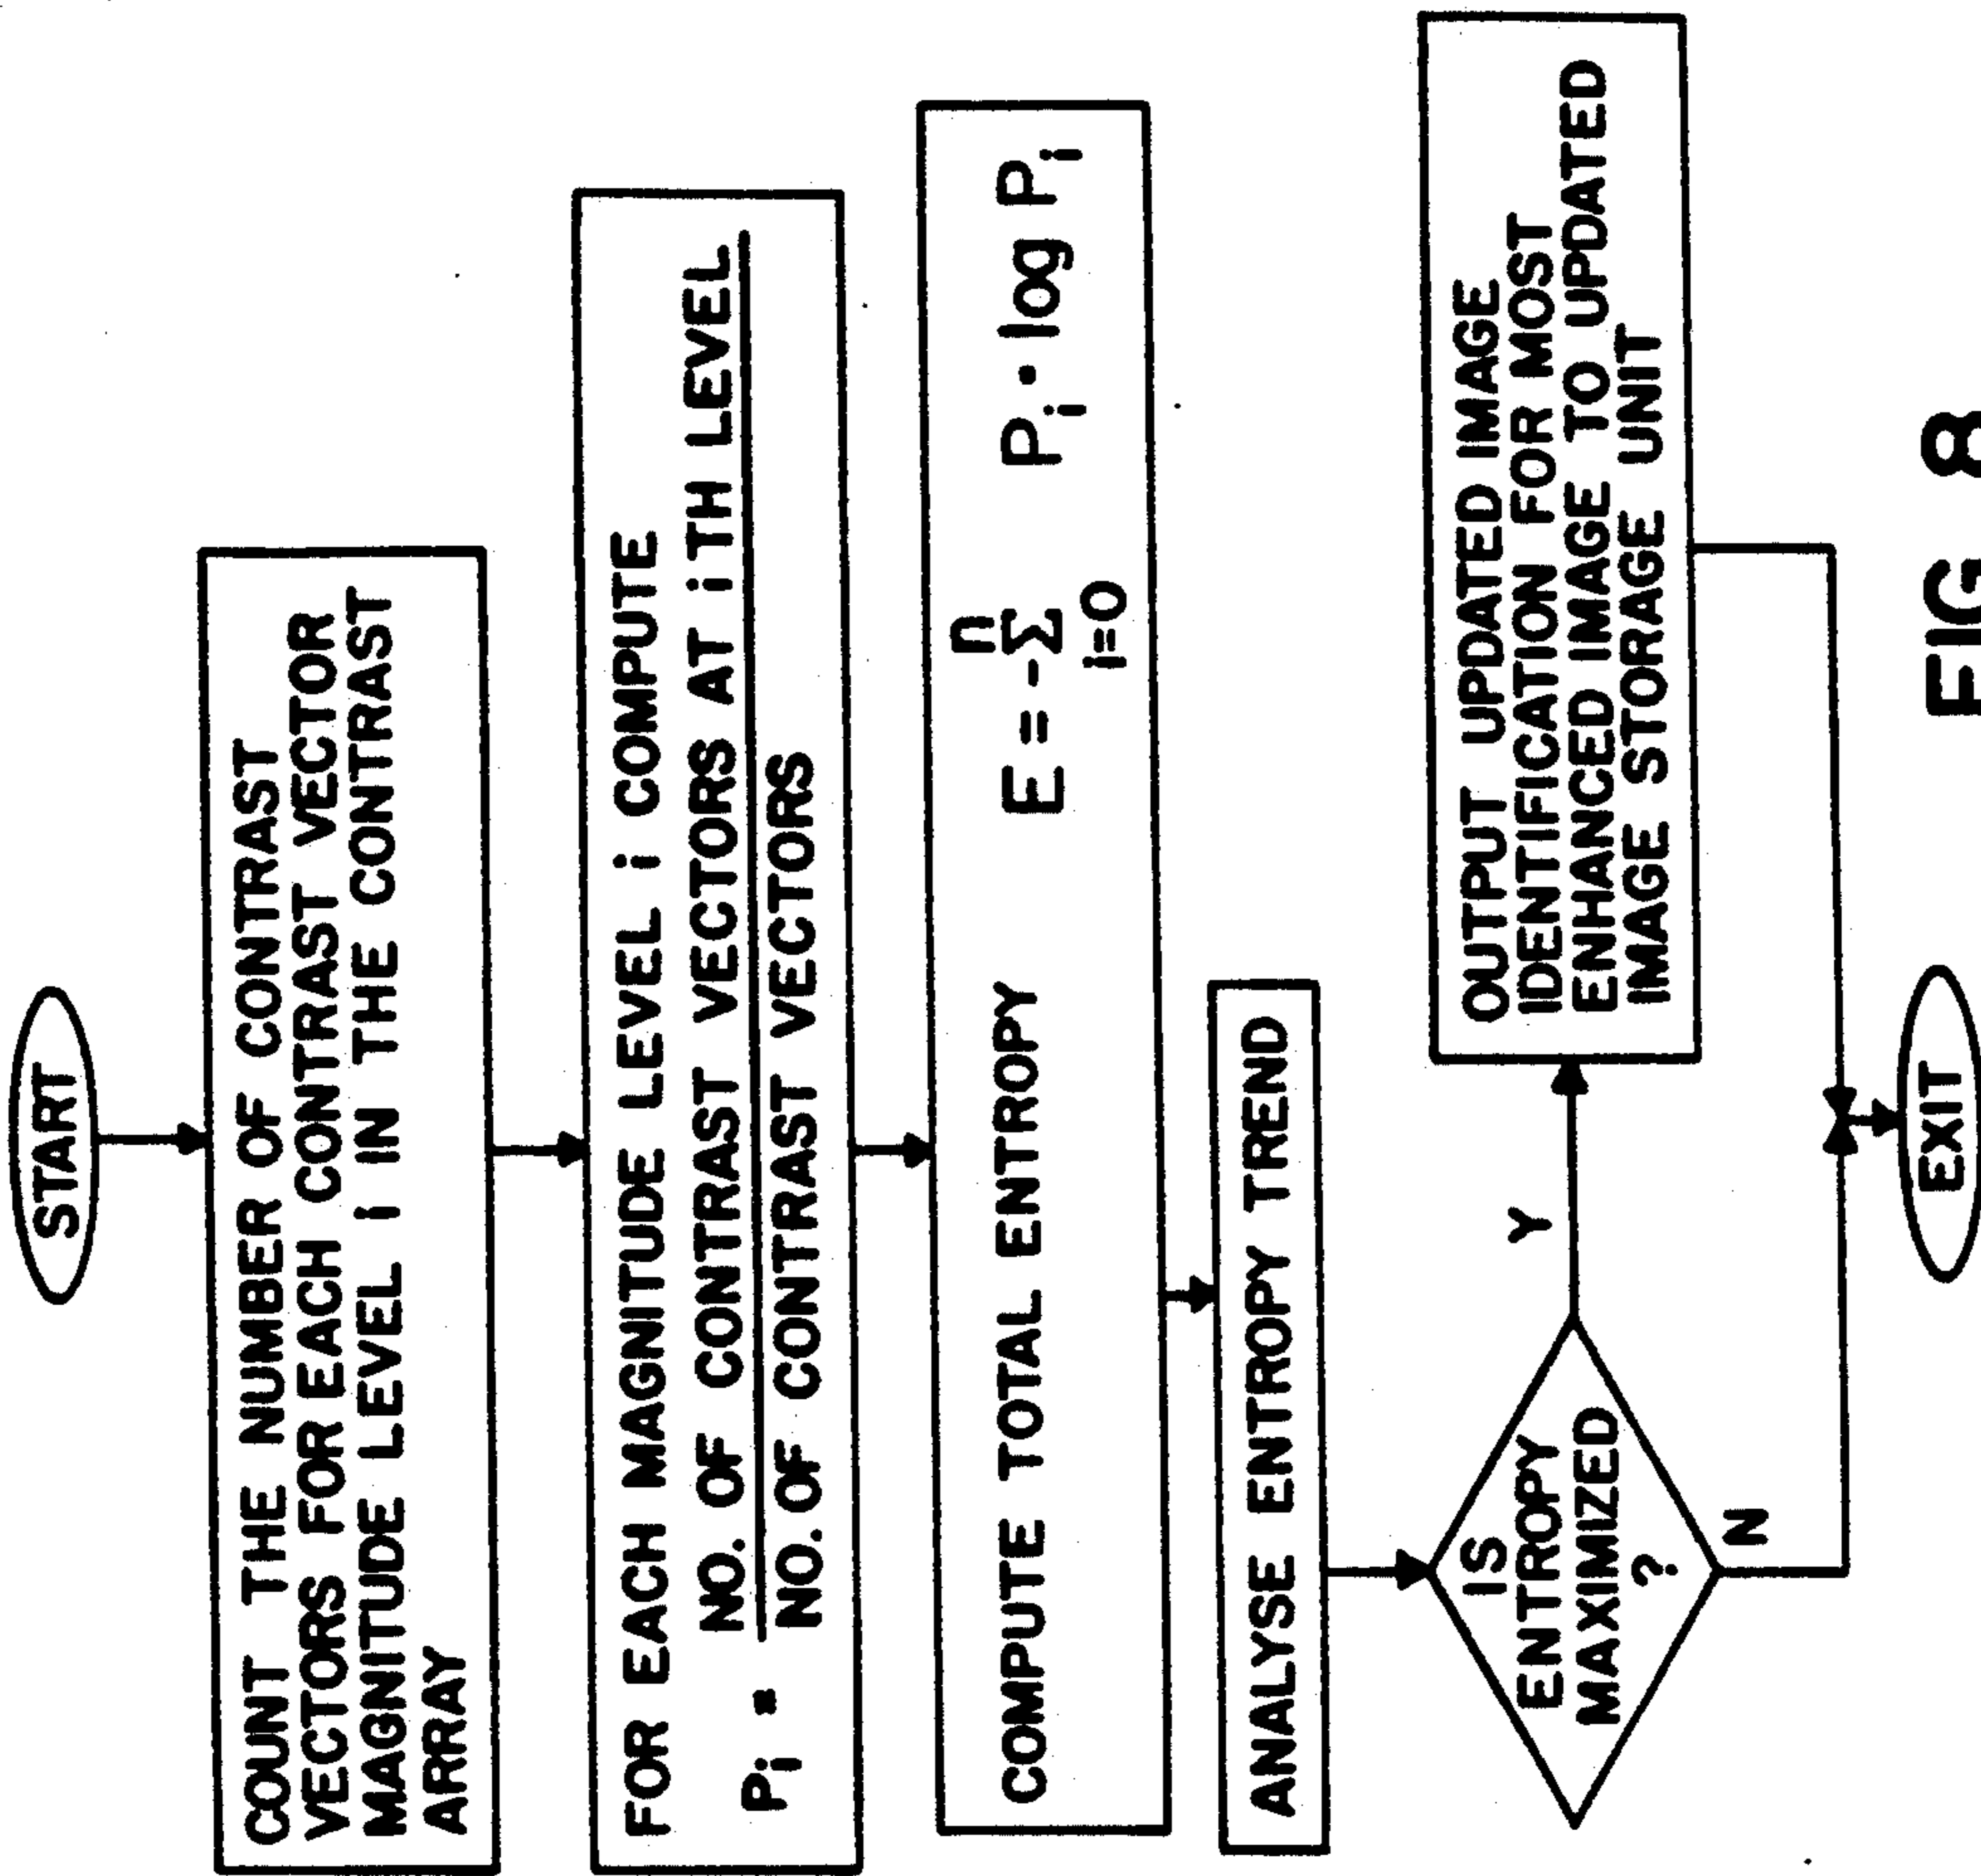 START
COUNT THE NUMBER OF CONTRAST
VECTORS FOR EACH CONTRAST VECTOR
MAGNITUDE LEVEL i IN THE CONTRAST
ARRAY
FOR EACH MAGNITUDE LEVEL i COMPUTE
Pi = NO. OF CONTRAST VECTORS AT iTH LEVEL
NO. OF CONTRAST VECTORS
COMPUTE TOTAL ENTROPY E = -Σ Pi · log Pi
n
i=0
ANALYSE ENTROPY TREND
IS
ENTROPY
MAXIMIZED
?
Y
N
OUTPUT UPDATED IMAGE
IDENTIFICATION FOR MOST
ENHANCED IMAGE TO UPDATED
IMAGE STORAGE UNIT
EXIT
FIG 8